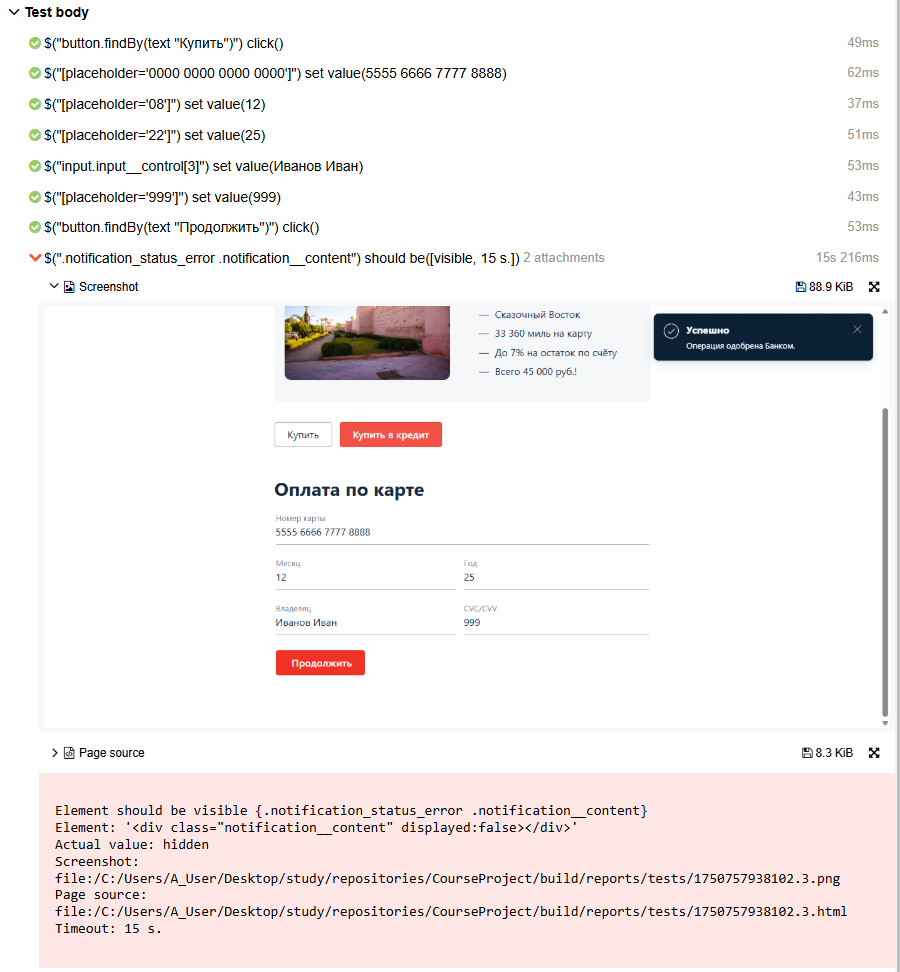 Test body
$("button.findBy(text "Купить")") click() 49ms
$("[placeholder='0000 0000 0000 0000']") set value(5555 6666 7777 8888) 62ms
$("[placeholder='08']") set value(12) 37ms
$("[placeholder='22']") set value(25) 51ms
$("input.input__control[3]") set value(Иванов Иван) 53ms
$("[placeholder='999']") set value(999) 43ms
$("button.findBy(text "Продолжить")") click() 53ms
$(".notification_status_error .notification__content") should be([visible, 15 s.]) 2 attachments 15s 216ms
Screenshot 88.9 KiB
— Сказочный Восток
— 33 360 миль на карту
— До 7% на остаток по счёту
— Всего 45 000 руб.!
Успешно
Операция одобрена Банком.
Купить Купить в кредит
Оплата по карте
Номер карты
5555 6666 7777 8888
Месяц Год
12 25
Владелец CVC/CVV
Иванов Иван 999
Продолжить
Page source 8.3 KiB
Element should be visible {.notification_status_error .notification__content}
Element: '<div class="notification__content" displayed:false></div>'
Actual value: hidden
Screenshot:
file:/C:/Users/A_User/Desktop/study/repositories/CourseProject/build/reports/tests/1750757938102.3.png
Page source:
file:/C:/Users/A_User/Desktop/study/repositories/CourseProject/build/reports/tests/1750757938102.3.html
Timeout: 15 s.